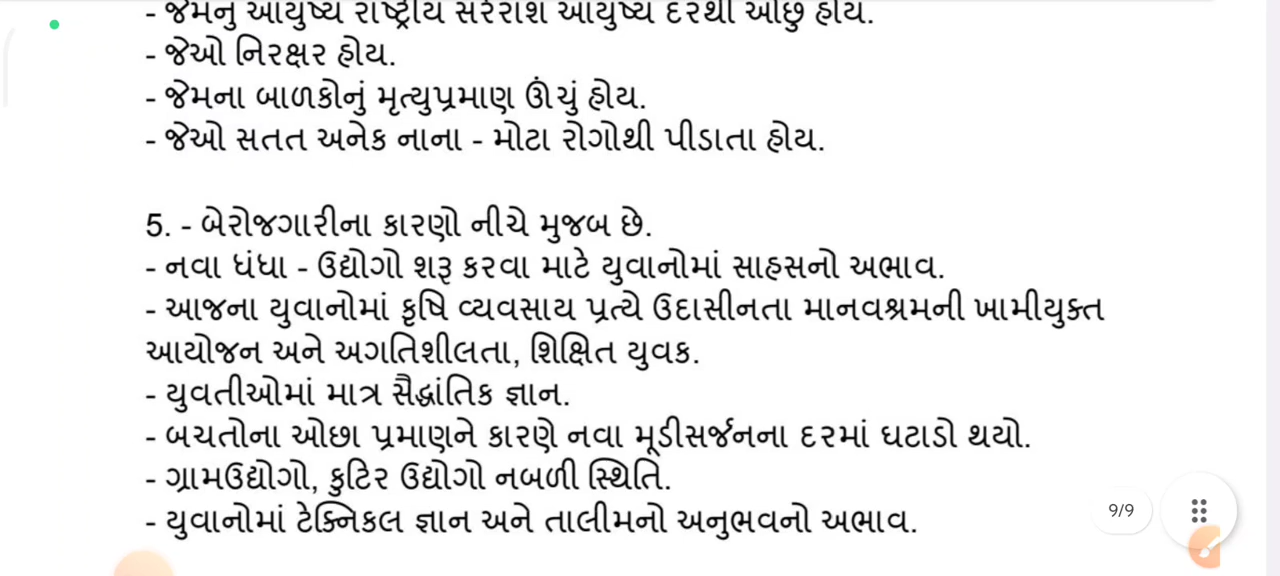 - જેમનું આયુષ્ય રાષ્ટ્રીય સરેરાશ આયુષ્ય દરથી ઓછું હોય.
- જેઓ નિરક્ષર હોય.
- જેમના બાળકોનું મૃત્યુપ્રમાણ ઊંચું હોય.
- જેઓ સતત અનેક નાના - મોટા રોગોથી પીડાતા હોય.
5. - બેરોજગારીના કારણો નીચે મુજબ છે.
- નવા ધંધા - ઉદ્યોગો શરૂ કરવા માટે યુવાનોમાં સાહસનો અભાવ.
- આજના યુવાનોમાં કૃષિ વ્યવસાય પ્રત્યે ઉદાસીનતા માનવશ્રમની ખામીયુક્ત
આયોજન અને અગતિશીલતા, શિક્ષિત યુવક.
- યુવતીઓમાં માત્ર સૈદ્ધાંતિક જ્ઞાન.
- બચતોના ઓછા પ્રમાણને કારણે નવા મૂડીસર્જનના દરમાં ઘટાડો થયો.
- ગ્રામઉદ્યોગો, કુટિર ઉદ્યોગો નબળી સ્થિતિ.
- યુવાનોમાં ટેક્નિકલ જ્ઞાન અને તાલીમનો અનુભવનો અભાવ.
9/9